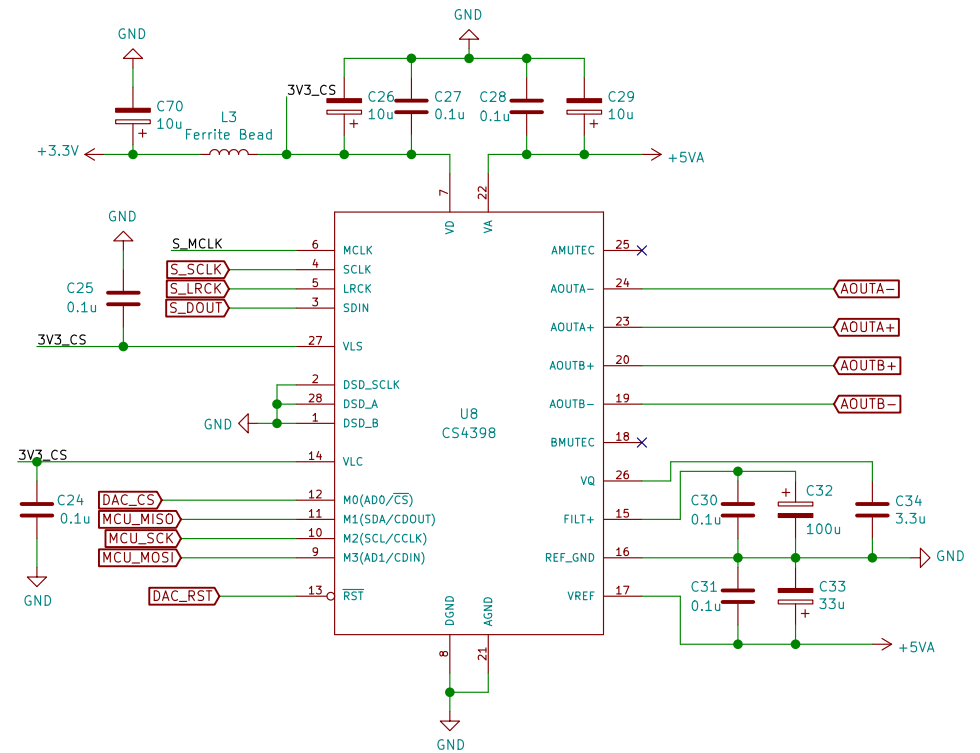 GND
GND
C70
10u
L3
Ferrite Bead
+3.3V
3V3_CS
C26
10u
+
C27
0.1u
C28
0.1u
C29
10u
+
+
+5VA
7
22
VD
VA
GND
C25
0.1u
S_MCLK
6
MCLK
S_SCLK
4
SCLK
S_LRCK
5
LRCK
S_DOUT
3
SDIN
3V3_CS
27
VLS
2
DSD_SCLK
28
DSD_A
GND
1
DSD_B
3V3_CS
14
VLC
C24
0.1u
GND
DAC_CS
12
M0(AD0/CS)
MCU_MISO
11
M1(SDA/CDOUT)
MCU_SCK
10
M2(SCL/CCLK)
MCU_MOSI
9
M3(AD1/CDIN)
DAC_RST
13
RST
U8
CS4398
AMUTEC
25
AOUTA-
24
AOUTA-
AOUTA+
23
AOUTA+
AOUTB+
20
AOUTB+
AOUTB-
19
AOUTB-
BMUTEC
18
VQ
26
FILT+
15
REF_GND
16
VREF
17
C30
0.1u
+
C32
100u
C34
3.3u
GND
C31
0.1u
C33
33u
+
+5VA
DGND
AGND
8
21
GND